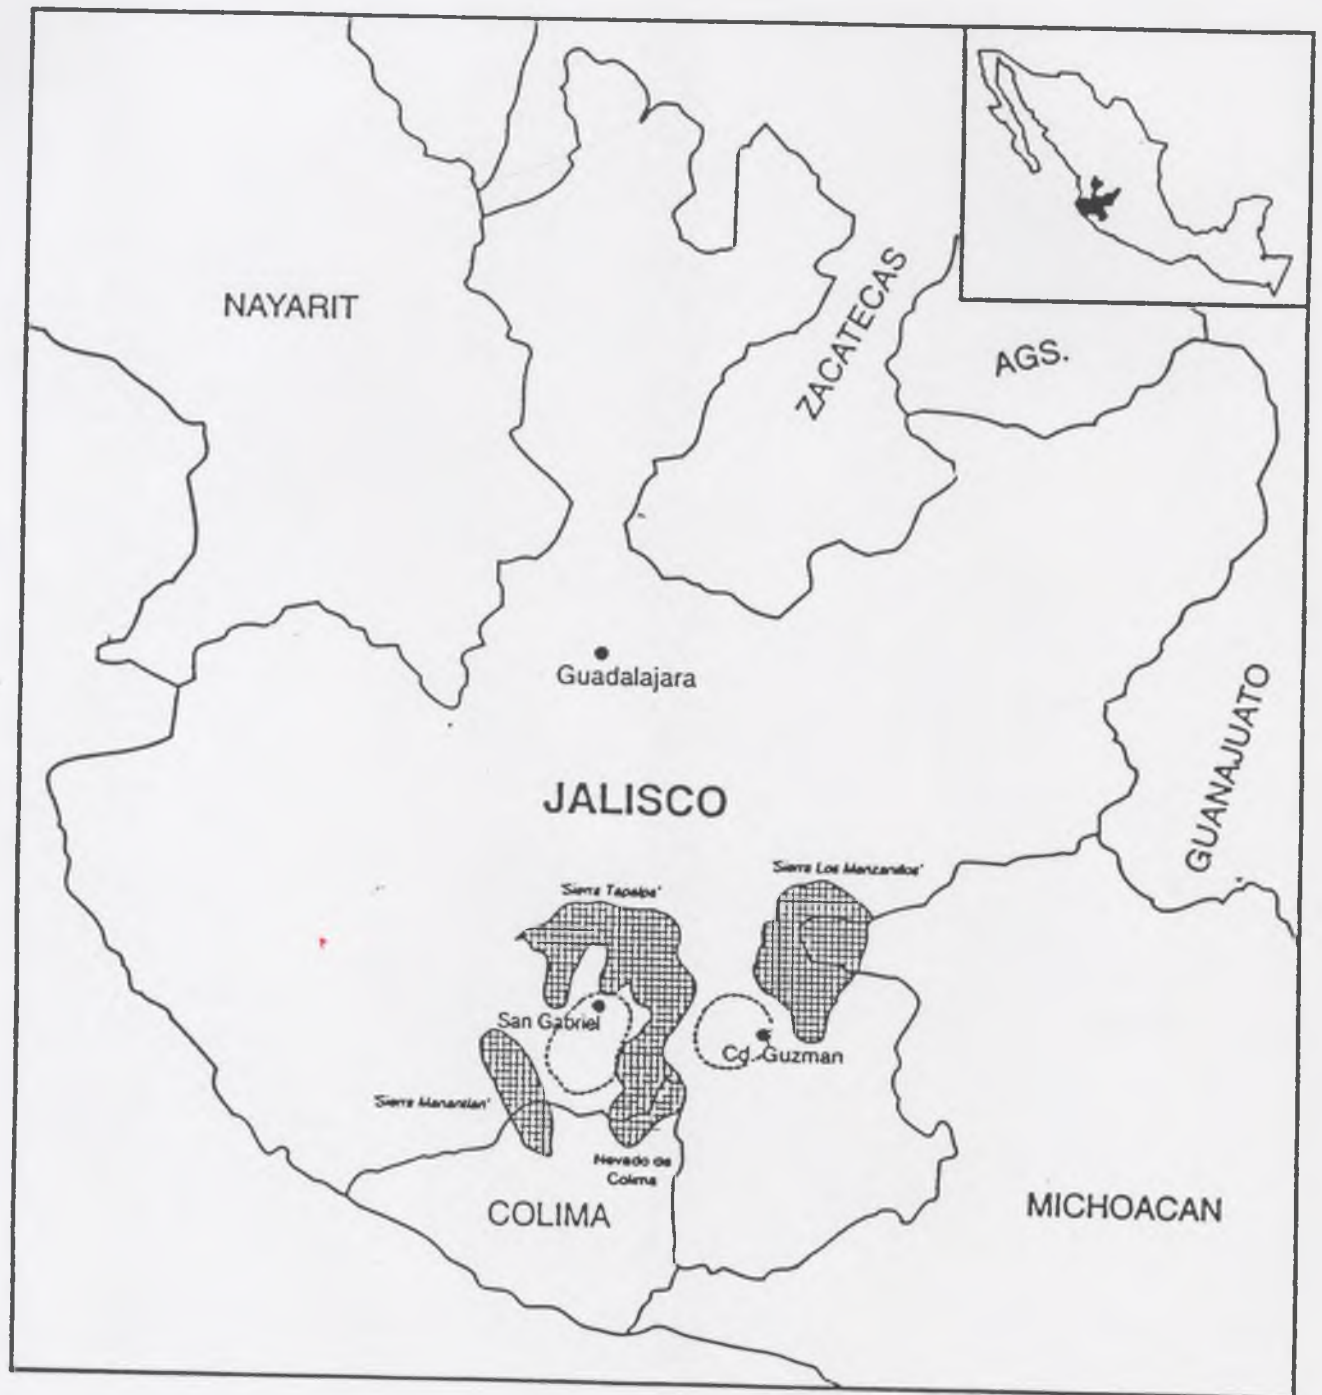 NAYARIT
ZACATECAS
AGS.
Guadalajara
GUANAJUATO
JALISCO
'Sierra Los Manzanillos'
'Sierra Tapalpa'
San Gabriel
Cd. Guzman
'Sierra Manantlan'
Nevado de
Colima
COLIMA
MICHOACAN